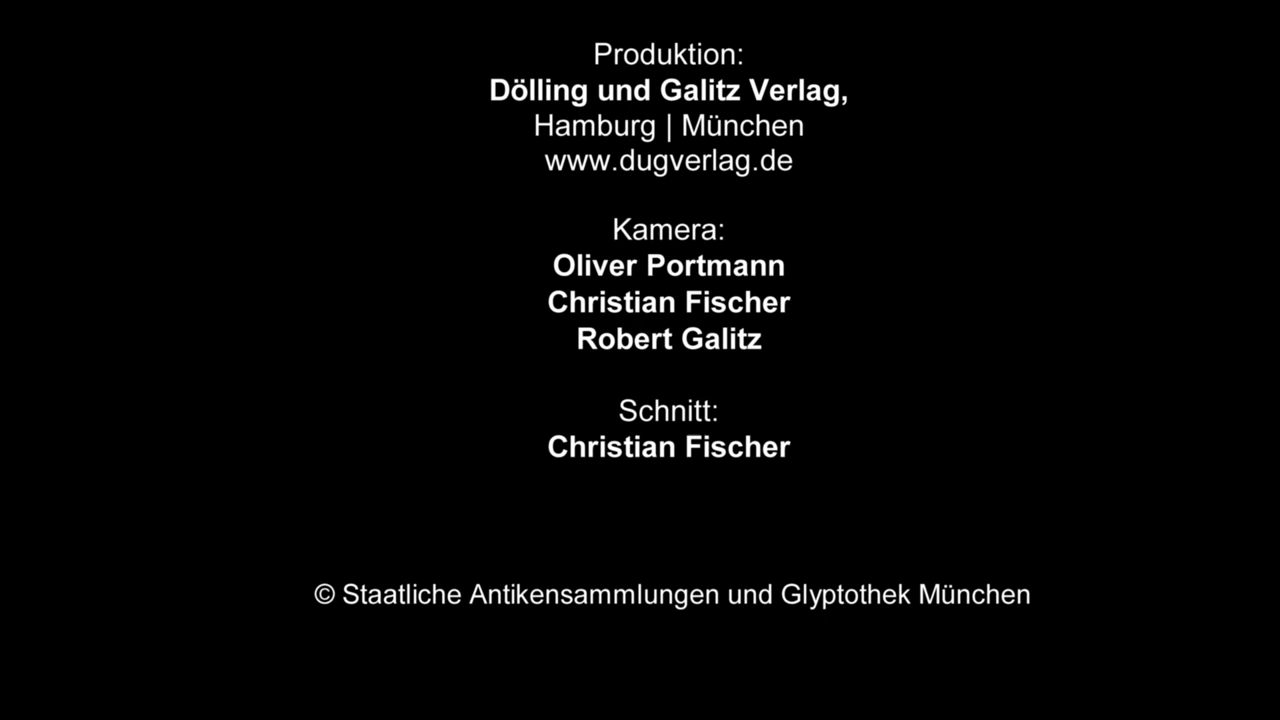 Produktion:
Dölling und Galitz Verlag,
Hamburg | München
www.dugverlag.de
Kamera:
Oliver Portmann
Christian Fischer
Robert Galitz
Schnitt:
Christian Fischer
© Staatliche Antikensammlungen und Glyptothek München